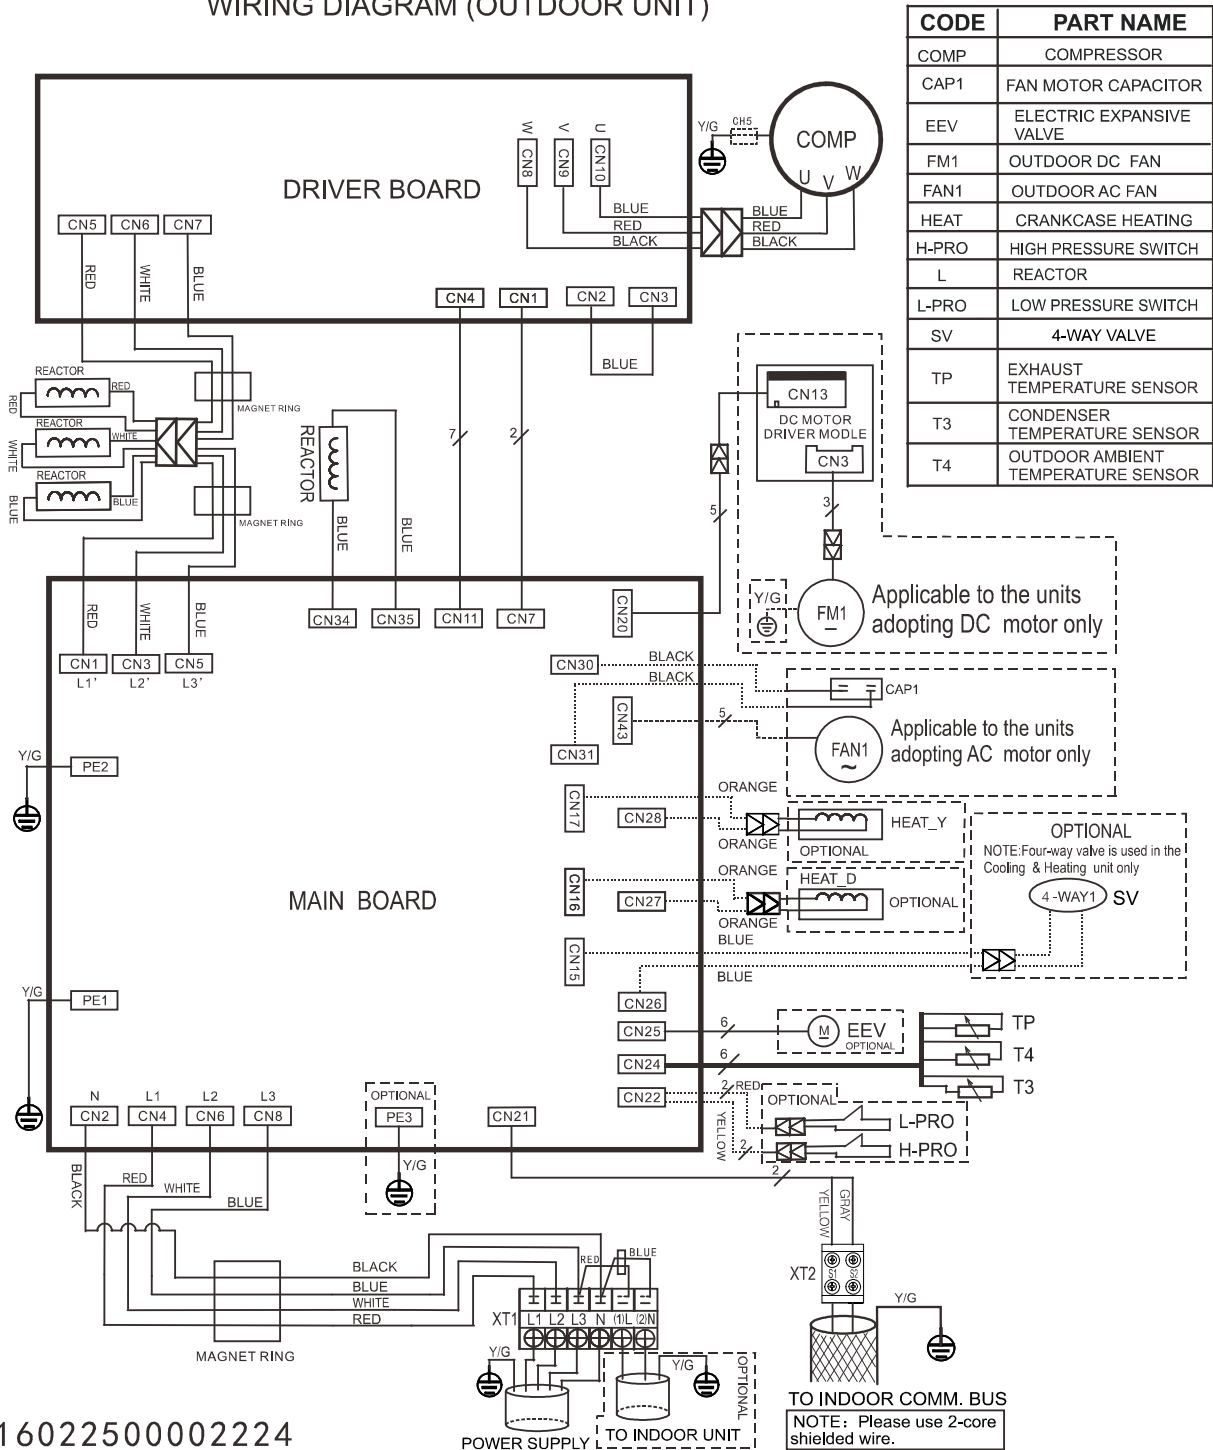 WIRING DIAGRAM (OUTDOOR UNIT)
CODE PART NAME
COMP COMPRESSOR
CAP1 FAN MOTOR CAPACITOR
EEV ELECTRIC EXPANSIVE
VALVE
FM1 OUTDOOR DC FAN
FAN1 OUTDOOR AC FAN
HEAT CRANKCASE HEATING
H-PRO HIGH PRESSURE SWITCH
L REACTOR
L-PRO LOW PRESSURE SWITCH
SV 4-WAY VALVE
TP EXHAUST
TEMPERATURE SENSOR
T3 CONDENSER
TEMPERATURE SENSOR
T4 OUTDOOR AMBIENT
TEMPERATURE SENSOR
DRIVER BOARD
W V U
CN8 CN9 CN10
Y/G CH5
COMP
U V W
BLUE BLUE
RED RED
BLACK BLACK
CN5 CN6 CN7
RED WHITE BLUE
CN4 CN1 CN2 CN3
BLUE
REACTOR
RED
RED
MAGNET RING
REACTOR
WHITE
WHITE
REACTOR
BLUE
BLUE
MAGNET RING
REACTOR
BLUE BLUE
7 2
CN13
DC MOTOR
DRIVER MODLE
CN3
5
3
Y/G
FM1
Applicable to the units
adopting DC motor only
RED WHITE BLUE
CN1 CN3 CN5
L1' L2' L3'
CN34 CN35 CN11 CN7 CN20
CN30 BLACK
BLACK
CAP1
CN43 5
CN31
FAN1
Applicable to the units
adopting AC motor only
Y/G PE2
CN17 ORANGE
CN28
ORANGE
HEAT_Y
OPTIONAL
MAIN BOARD
CN16 ORANGE
CN27
ORANGE
HEAT_D
OPTIONAL
OPTIONAL
NOTE:Four-way valve is used in the
Cooling & Heating unit only
4-WAY1 SV
BLUE
CN15
BLUE
CN26
Y/G PE1
CN25 6 M EEV
OPTIONAL
CN24 6
TP
T4
T3
CN22 2 RED
YELLOW 2
OPTIONAL
L-PRO
H-PRO
N L1 L2 L3
CN2 CN4 CN6 CN8
OPTIONAL
PE3
Y/G
CN21
2
BLACK
RED
WHITE
BLUE
YELLOW GRAY
BLACK
BLUE
WHITE
RED
MAGNET RING
RED BLUE
XT1 L1 L2 L3 N (1)L (2)N
Y/G
Y/G
OPTIONAL
POWER SUPPLY
TO INDOOR UNIT
XT2
Y/G
TO INDOOR COMM. BUS
NOTE: Please use 2-core
shielded wire.
16022500002224